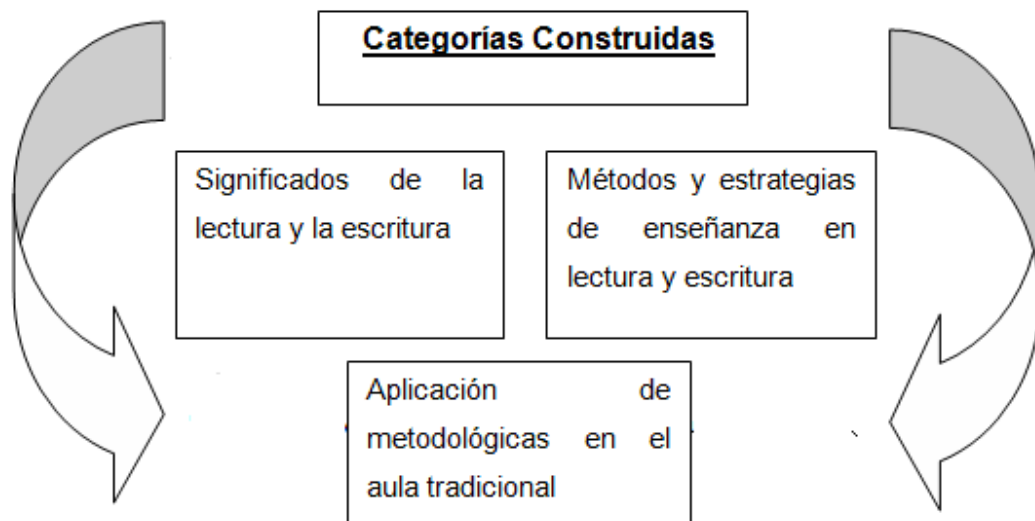 Categorías Construidas
Significados de la
lectura y la escritura
Métodos y estrategias
de enseñanza en
lectura y escritura
Aplicación de
metodológicas en el
aula tradicional